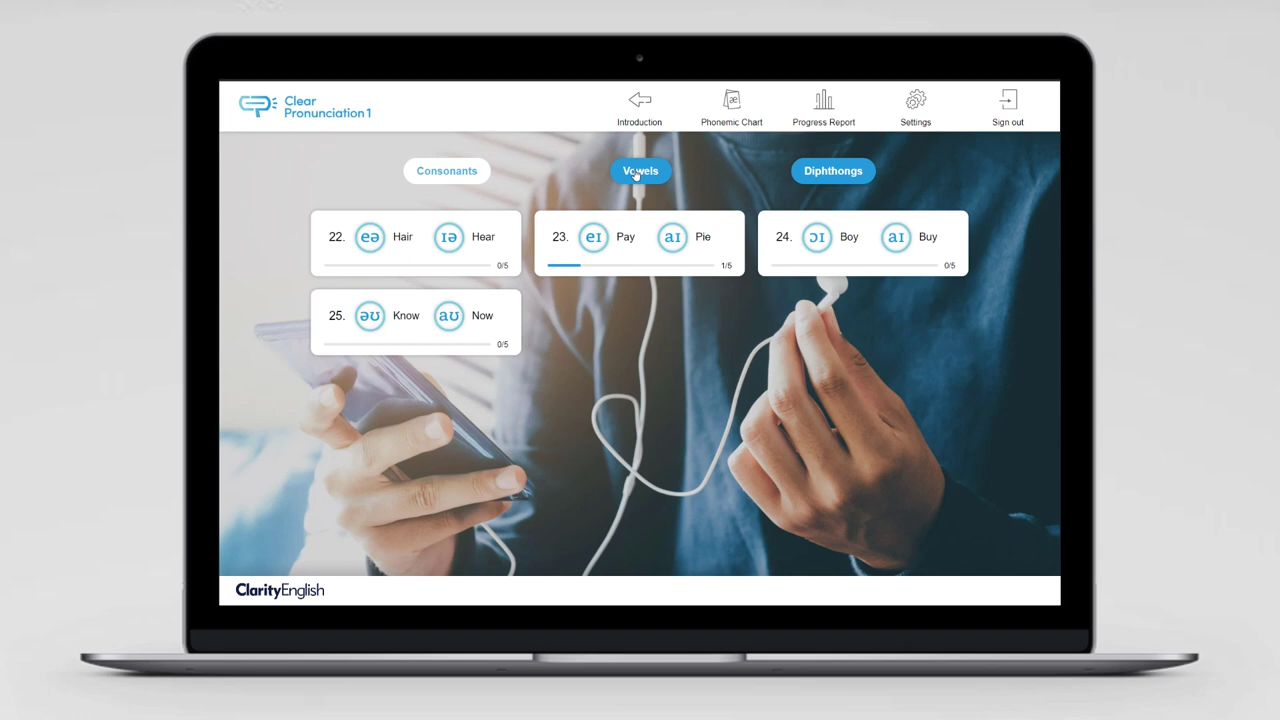 Clear
Pronunciation 1
Introduction
æ
Phonemic Chart
Progress Report
Settings
Sign out
Consonants
Vowels
Diphthongs
22. eə Hair ɪə Hear
0/5
23. eɪ Pay aɪ Pie
1/5
24. ɔɪ Boy aɪ Buy
0/5
25. əʊ Know aʊ Now
0/5
ClarityEnglish